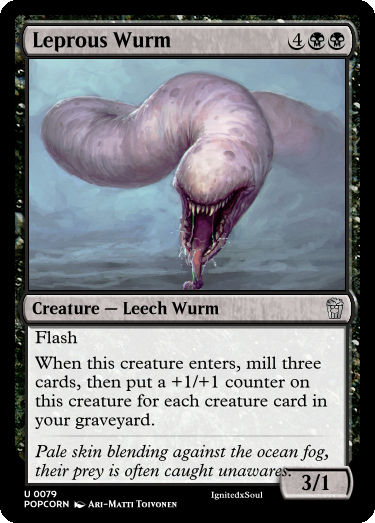 Leprous Wurm 4
Creature — Leech Wurm
Flash
When this creature enters, mill three
cards, then put a +1/+1 counter on
this creature for each creature card in
your graveyard.
Pale skin blending against the ocean fog,
their prey is often caught unawares.
3/1
U 0079
POPCORN Ari-Matti Toivonen
IgnitedxSoul